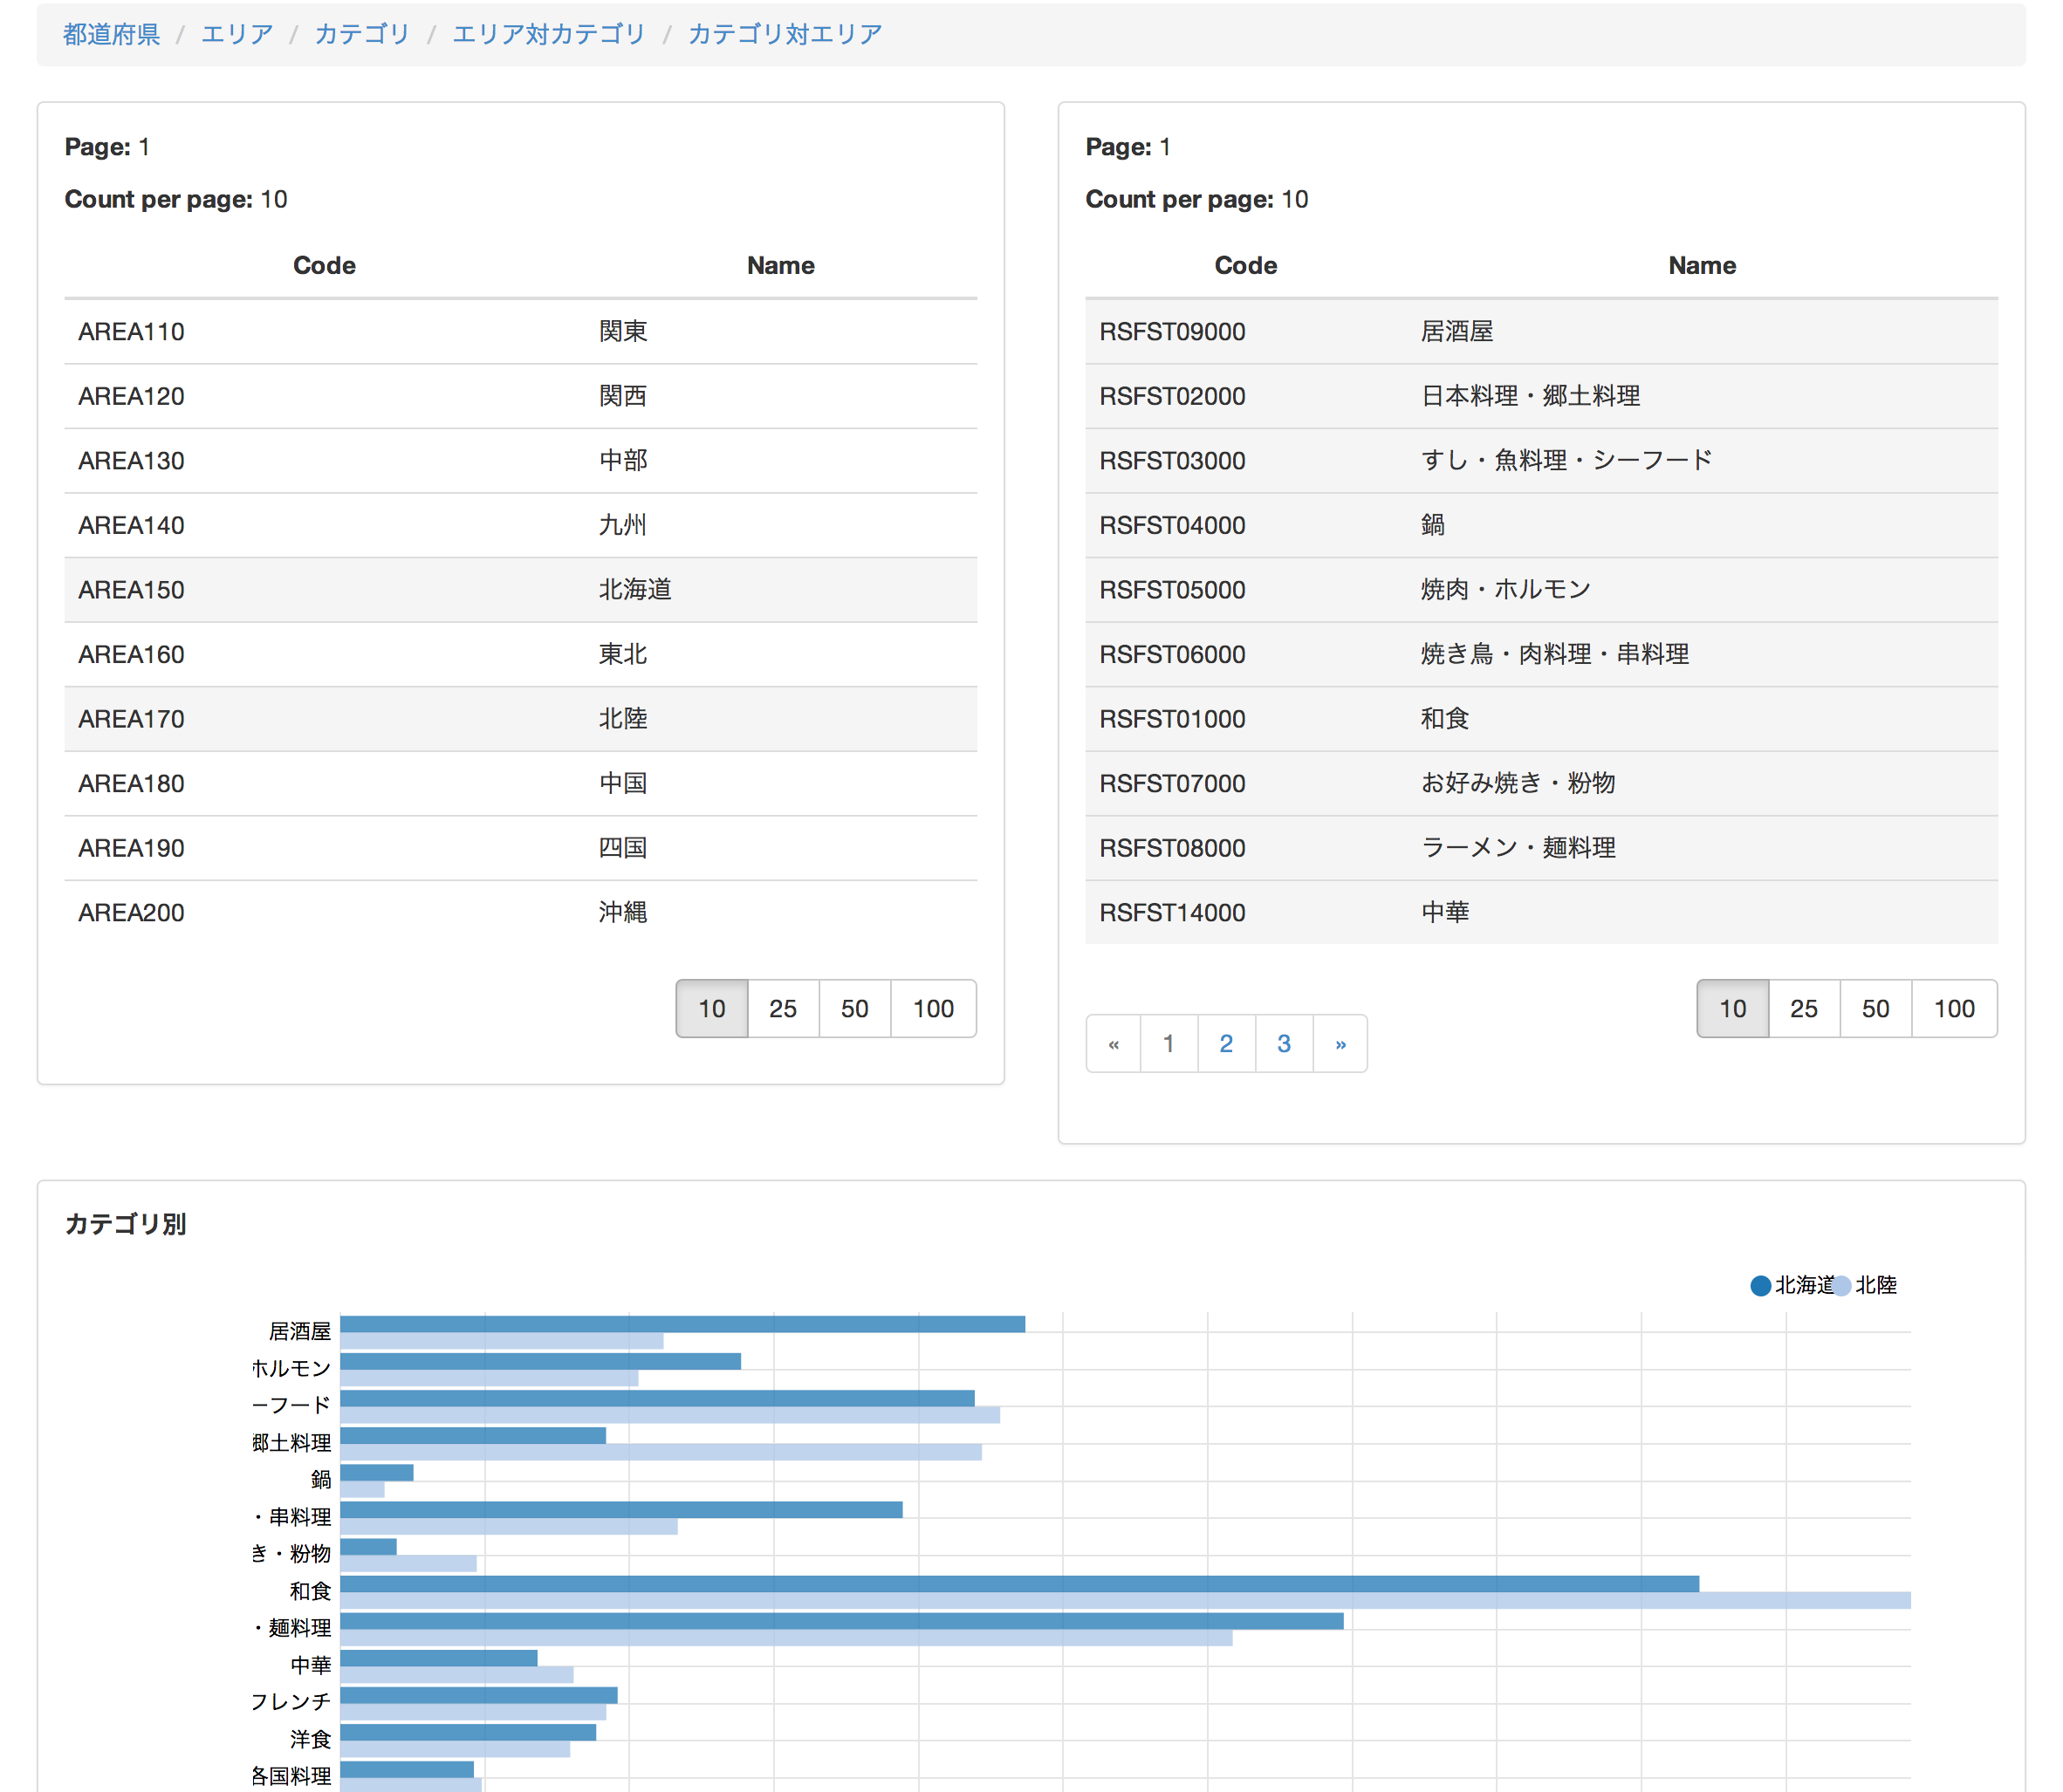 都道府県 / エリア / カテゴリ / エリア対カテゴリ / カテゴリ対エリア
Page: 1
Count per page: 10
Code Name
AREA110 関東
AREA120 関西
AREA130 中部
AREA140 九州
AREA150 北海道
AREA160 東北
AREA170 北陸
AREA180 中国
AREA190 四国
AREA200 沖縄
10 25 50 100
Page: 1
Count per page: 10
Code Name
RSFST09000 居酒屋
RSFST02000 日本料理・郷土料理
RSFST03000 すし・魚料理・シーフード
RSFST04000 鍋
RSFST05000 焼肉・ホルモン
RSFST06000 焼き鳥・肉料理・串料理
RSFST01000 和食
RSFST07000 お好み焼き・粉物
RSFST08000 ラーメン・麺料理
RSFST14000 中華
10 25 50 100
« 1 2 3 »
カテゴリ別
北海道 北陸
居酒屋
ホルモン
ーフード
郷土料理
鍋
・串料理
き・粉物
和食
・麺料理
中華
フレンチ
洋食
各国料理